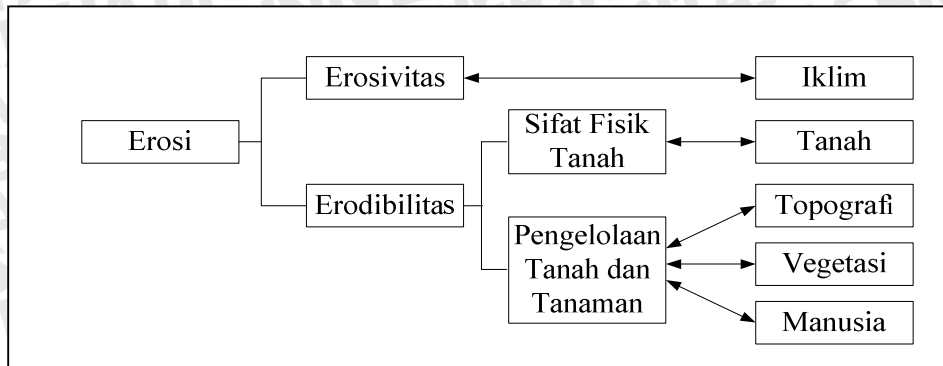 Erosi
Erosivitas
Iklim
Erodibilitas
Sifat Fisik
Tanah
Tanah
Pengelolaan
Tanah dan
Tanaman
Topografi
Vegetasi
Manusia